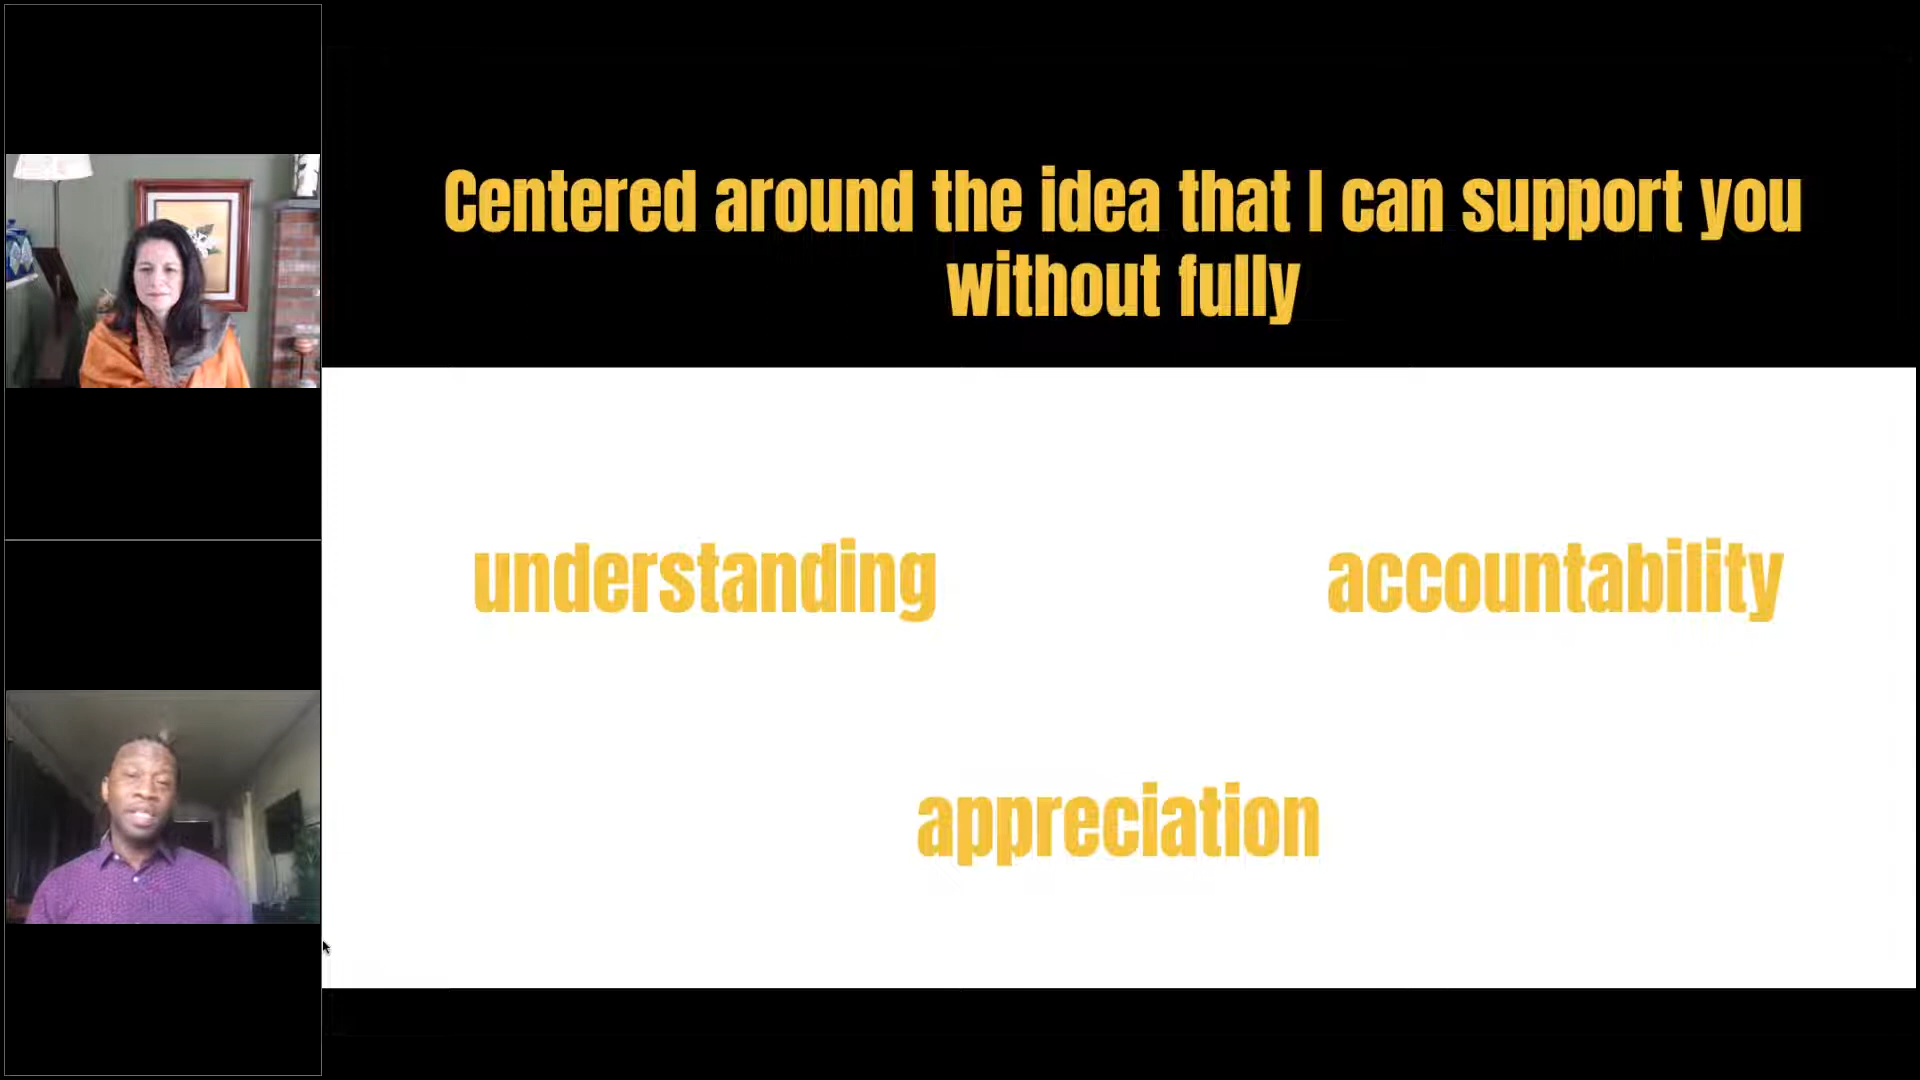 Centered around the idea that I can support you
without fully
understanding
accountability
appreciation